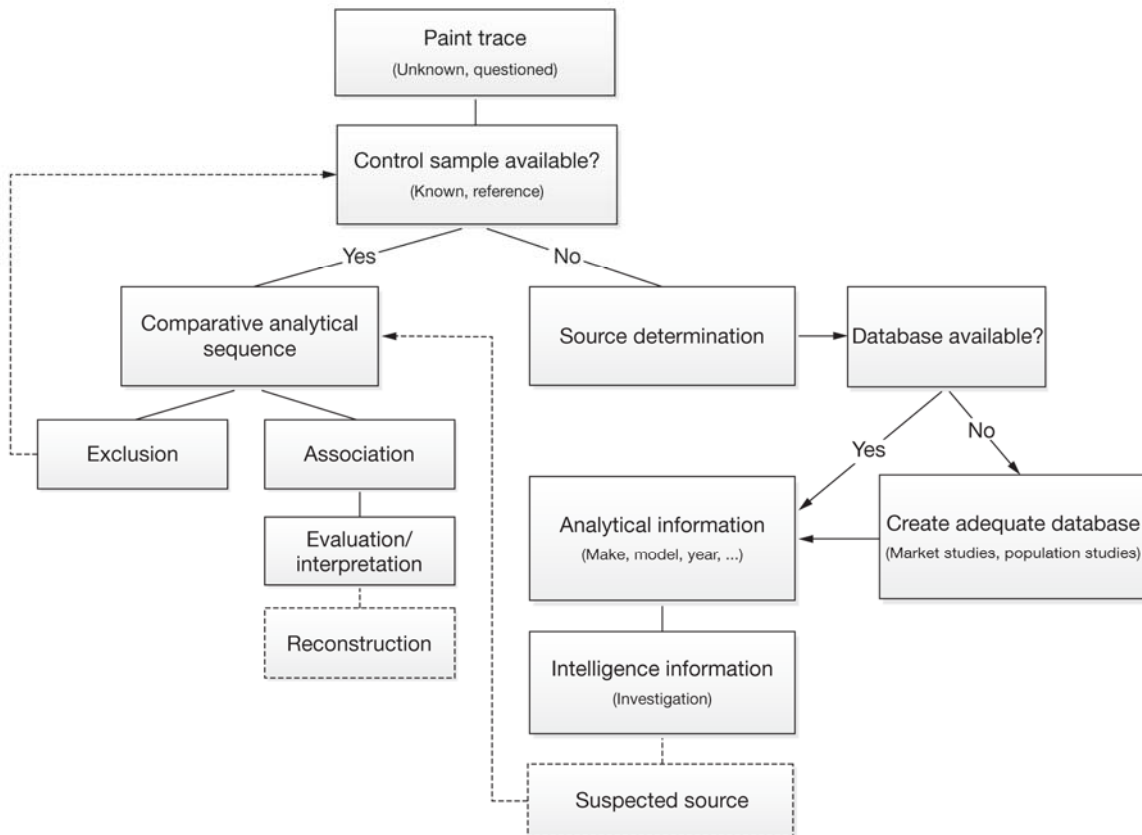 Paint trace
(Unknown, questioned)
Control sample available?
(Known, reference)
Yes
No
Comparative analytical
sequence
Source determination
Database available?
Exclusion
Association
Yes
No
Evaluation/
interpretation
Analytical information
(Make, model, year, ...)
Create adequate database
(Market studies, population studies)
Reconstruction
Intelligence information
(Investigation)
Suspected source